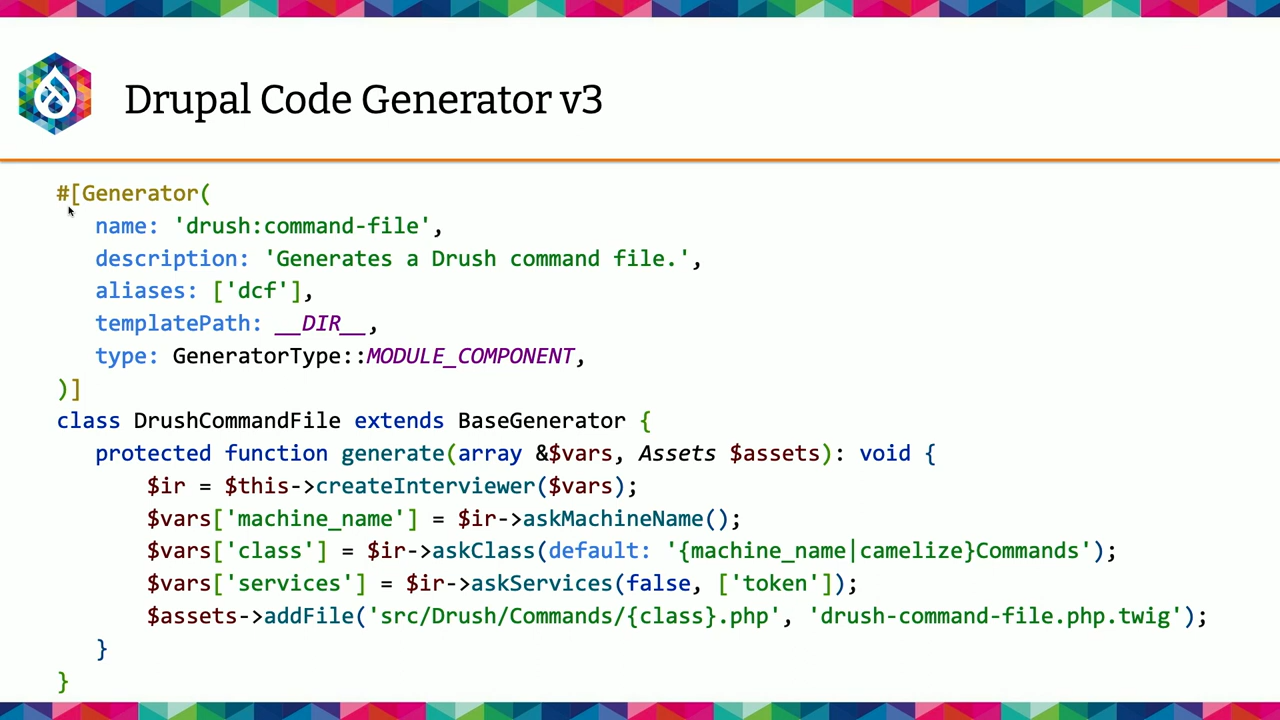 Drupal Code Generator v3
#[Generator(
   name: 'drush:command-file',
   description: 'Generates a Drush command file.',
   aliases: ['dcf'],
   templatePath: __DIR__,
   type: GeneratorType::MODULE_COMPONENT,
)]
class DrushCommandFile extends BaseGenerator {
   protected function generate(array &$vars, Assets $assets): void {
       $ir = $this->createInterviewer($vars);
       $vars['machine_name'] = $ir->askMachineName();
       $vars['class'] = $ir->askClass(default: '{machine_name|camelize}Commands');
       $vars['services'] = $ir->askServices(false, ['token']);
       $assets->addFile('src/Drush/Commands/{class}.php', 'drush-command-file.php.twig');
   }
}